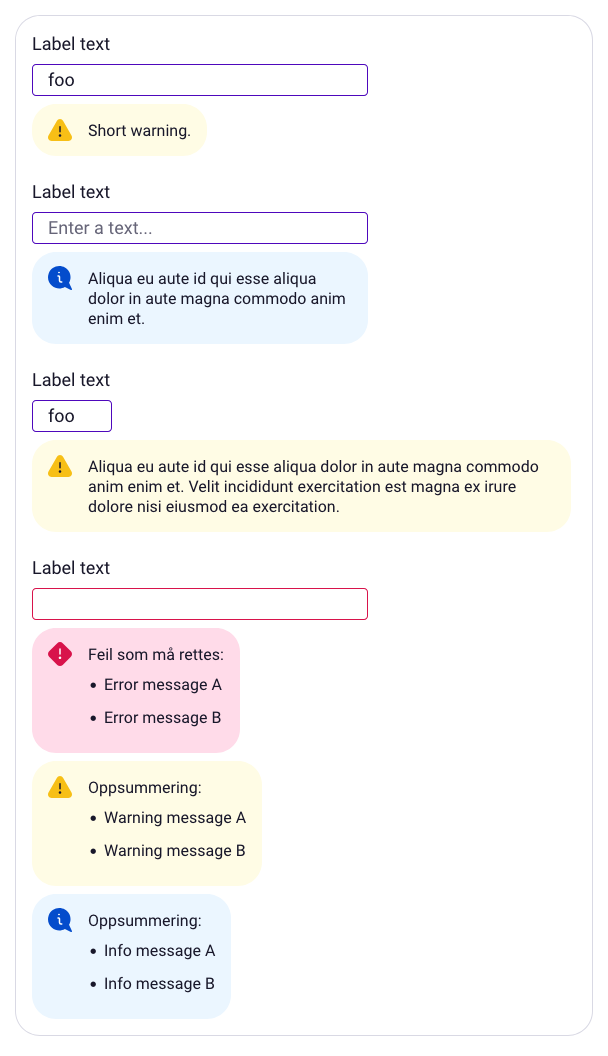 Label text
foo
Short warning.
Label text
Enter a text...
Aliqua eu aute id qui esse aliqua
dolor in aute magna commodo anim
enim et.
Label text
foo
Aliqua eu aute id qui esse aliqua dolor in aute magna commodo
anim enim et. Velit incididunt exercitation est magna ex irure
dolore nisi eiusmod ea exercitation.
Label text
Feil som må rettes:
• Error message A
• Error message B
Oppsummering:
• Warning message A
• Warning message B
Oppsummering:
• Info message A
• Info message B